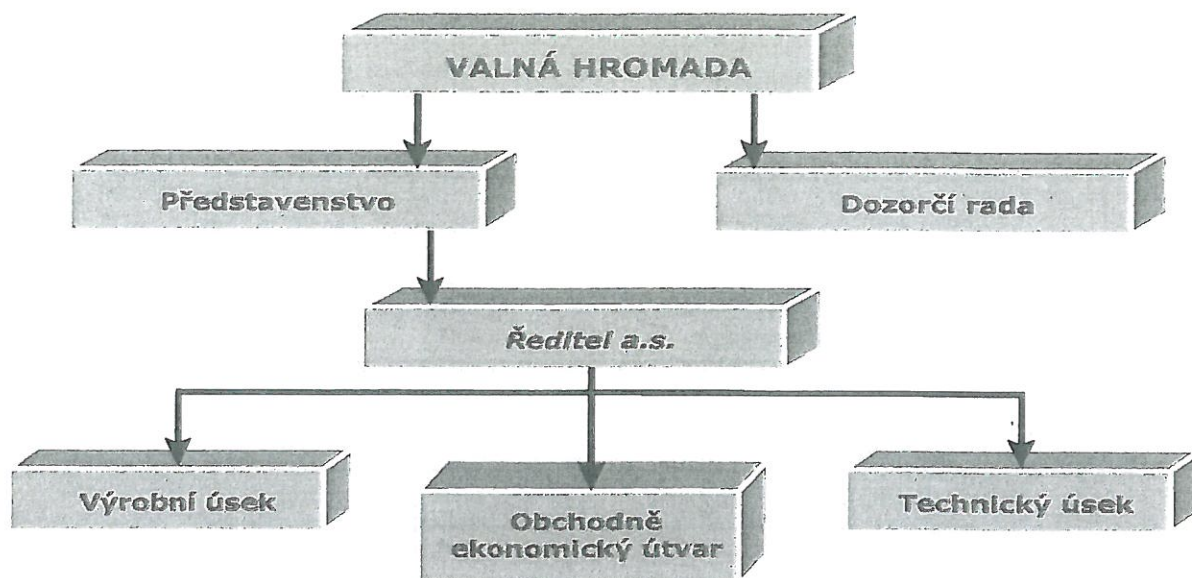 VALNÁ HROMADA
Představenstvo
Dozorčí rada
Ředitel a.s.
Výrobní úsek
Obchodně
ekonomický útvar
Technický úsek